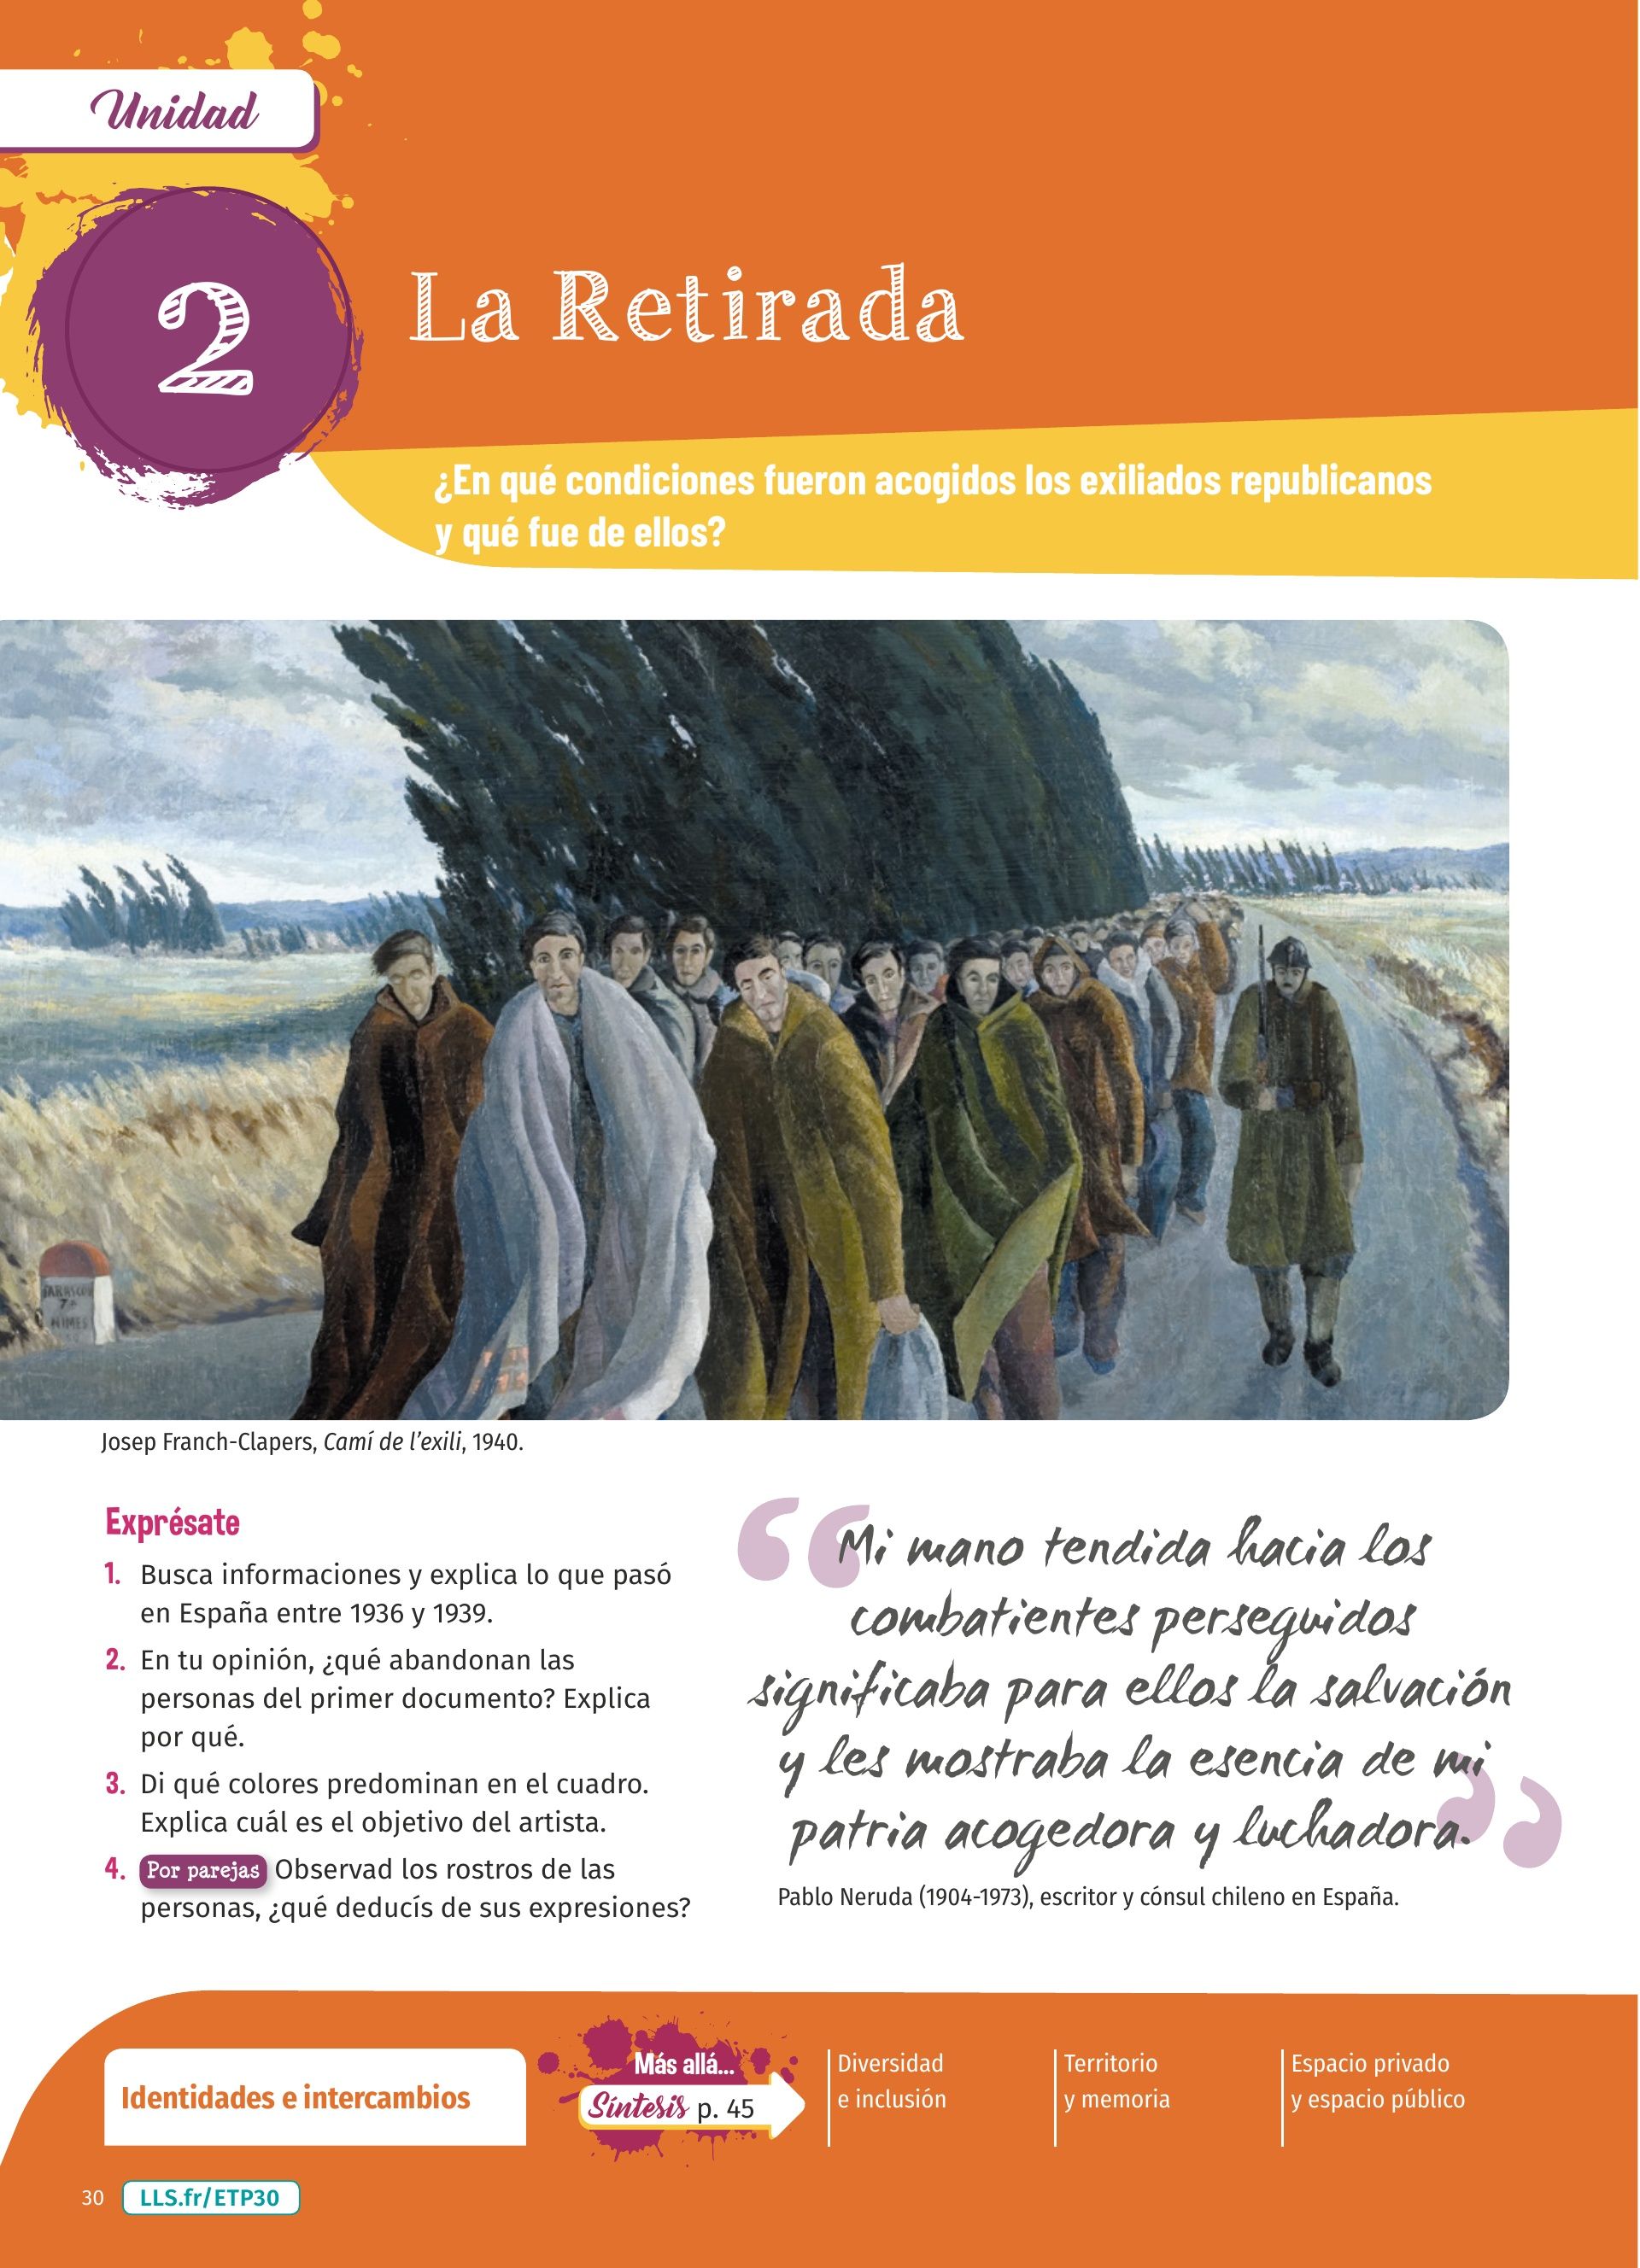 Unidad
2
La Retirada
¿En qué condiciones fueron acogidos los exiliados republicanos
y qué fue de ellos?
NIMES
Josep Franch-Clapers, Camí de l'exili, 1940.
Exprésate
1. Busca informaciones y explica lo que pasó
en España entre 1936 y 1939.
2. En tu opinión, ¿qué abandonan las
personas del primer documento? Explica
por qué.
3. Di qué colores predominan en el cuadro.
Explica cuál es el objetivo del artista.
4. Por parejas Observad los rostros de las
personas, ¿qué deducís de sus expresiones?
“Mi mano tendida hacia los
combatientes perseguidos
significaba para ellos la salvación
y les mostraba la esencia de mi
patria acogedora y luchadora.”
Pablo Neruda (1904-1973), escritor y cónsul chileno en España.
Identidades e intercambios
Más allá...
Síntesis p. 45
Diversidad
e inclusión
Territorio
y memoria
Espacio privado
y espacio público
30 LLS.fr/ETP30